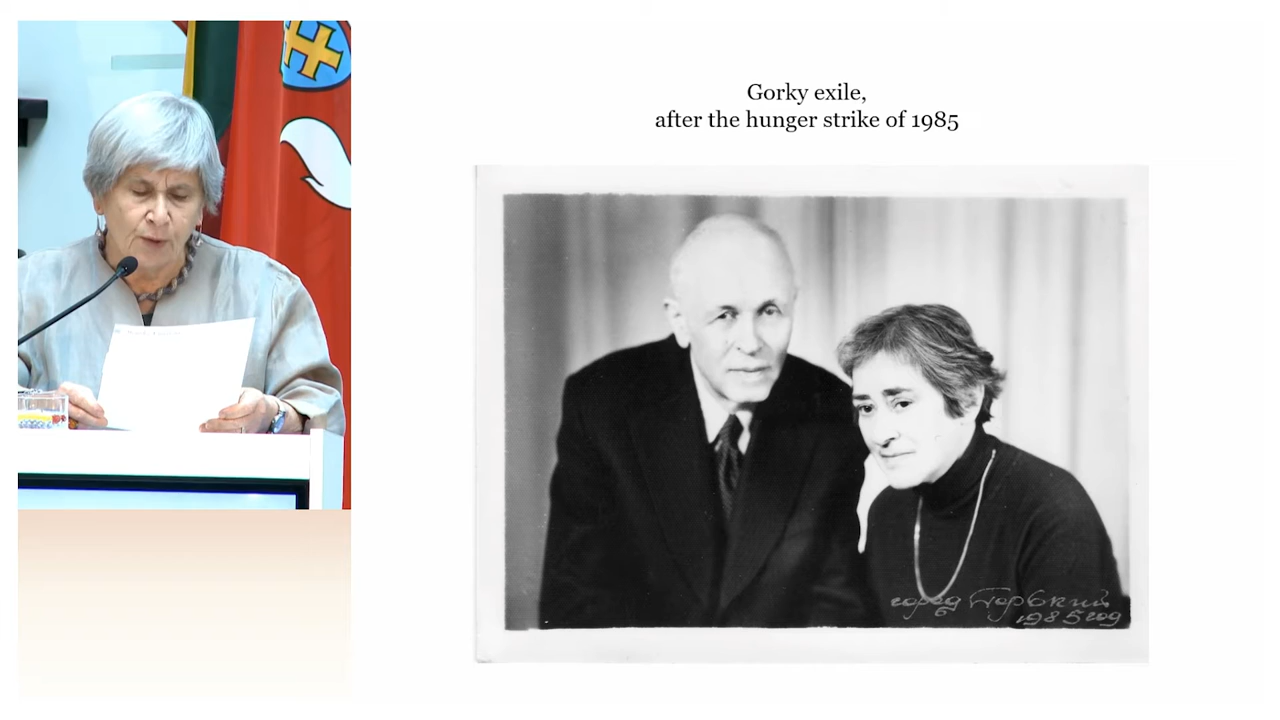 Gorky exile,
after the hunger strike of 1985
город Горький
1985 год